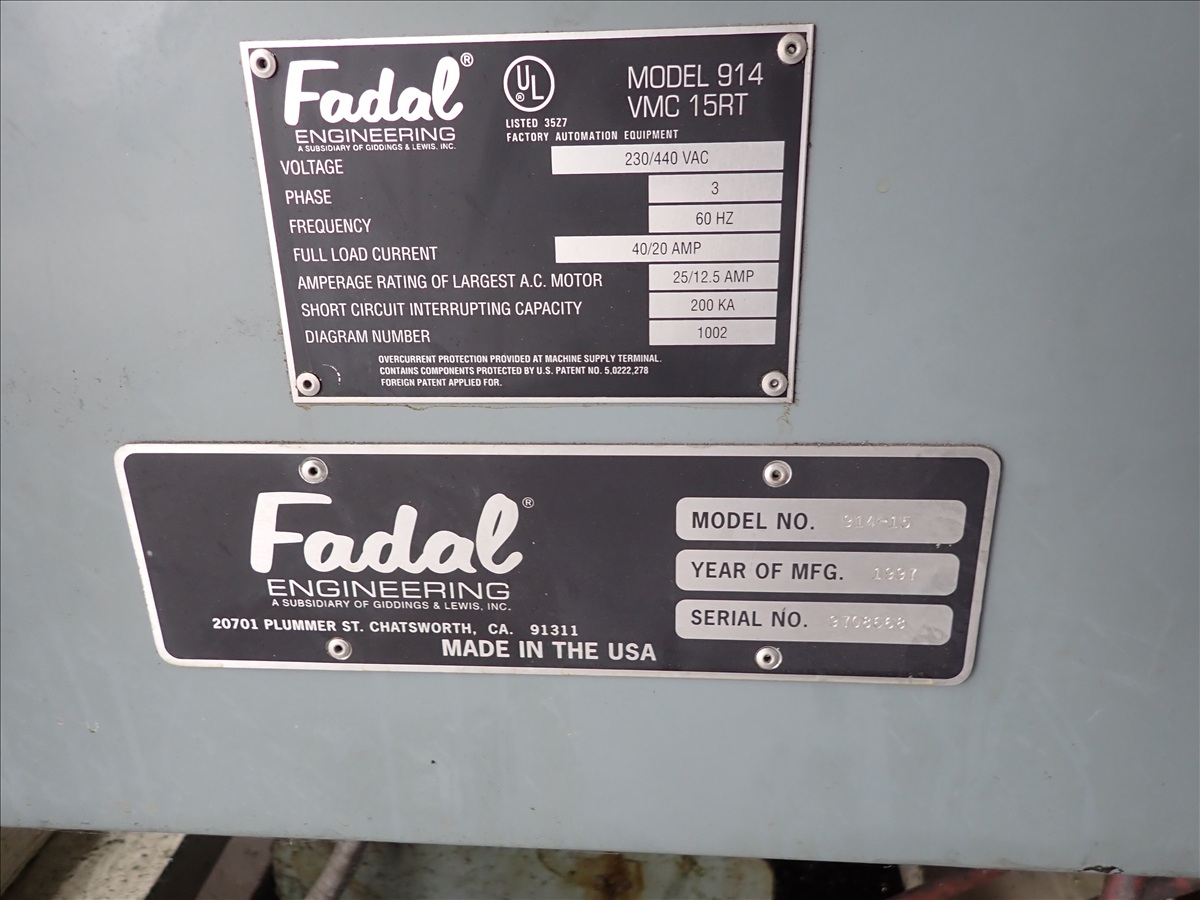 Fadal®
ENGINEERING
A SUBSIDIARY OF GIDDINGS & LEWIS, INC.
UL ®
LISTED 35Z7
FACTORY AUTOMATION EQUIPMENT
MODEL 914
VMC 15RT
VOLTAGE 230/440 VAC
PHASE 3
FREQUENCY 60 HZ
FULL LOAD CURRENT 40/20 AMP
AMPERAGE RATING OF LARGEST A.C. MOTOR 25/12.5 AMP
SHORT CIRCUIT INTERRUPTING CAPACITY 200 KA
DIAGRAM NUMBER 1002
OVERCURRENT PROTECTION PROVIDED AT MACHINE SUPPLY TERMINAL.
CONTAINS COMPONENTS PROTECTED BY U.S. PATENT NO. 5,0222,278
FOREIGN PATENT APPLIED FOR.
Fadal®
ENGINEERING
A SUBSIDIARY OF GIDDINGS & LEWIS, INC.
20701 PLUMMER ST. CHATSWORTH, CA. 91311
MADE IN THE USA
MODEL NO. 914-15
YEAR OF MFG. 1997
SERIAL NO. 9708668